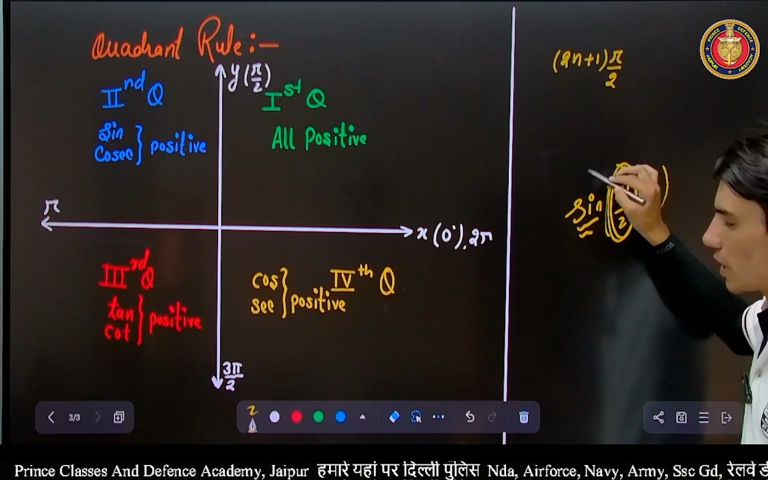 Quadrant Rule:-
y(π/2)
IInd Q
Sin
Cosec } positive
Ist Q
All Positive
π
x(0°), 2π
IIIrd Q
tan
cot } positive
cos
sec } positive
IVth Q
3π/2
(2n+1)π/2
Sin(
2
3/3
Prince Classes And Defence Academy, Jaipur हमारे यहां पर दिल्ली पुलिस Nda, Airforce, Navy, Army, Ssc Gd, रेलवे